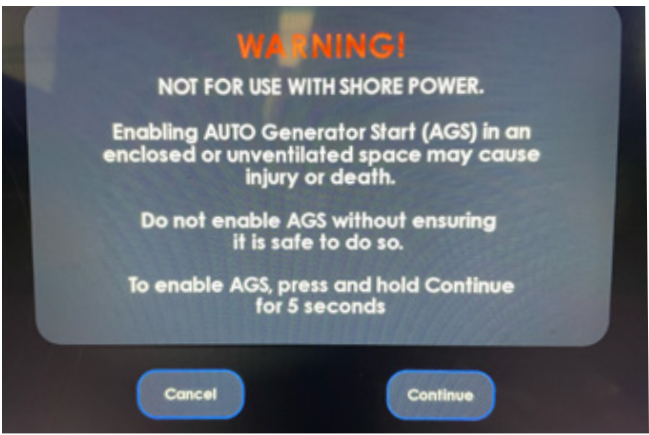 WARNING!
NOT FOR USE WITH SHORE POWER.
Enabling AUTO Generator Start (AGS) in an
enclosed or unventilated space may cause
injury or death.
Do not enable AGS without ensuring
it is safe to do so.
To enable AGS, press and hold Continue
for 5 seconds
Cancel
Continue